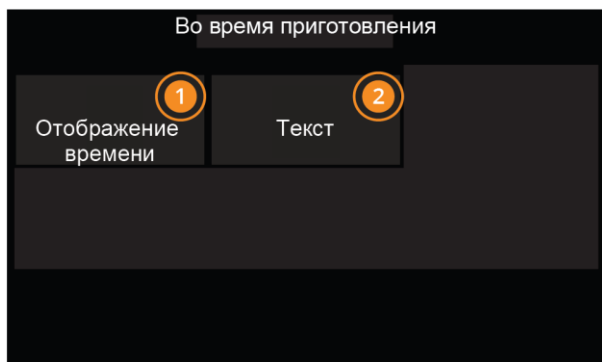 Во время приготовления
1
2
Отображение
времени
Текст